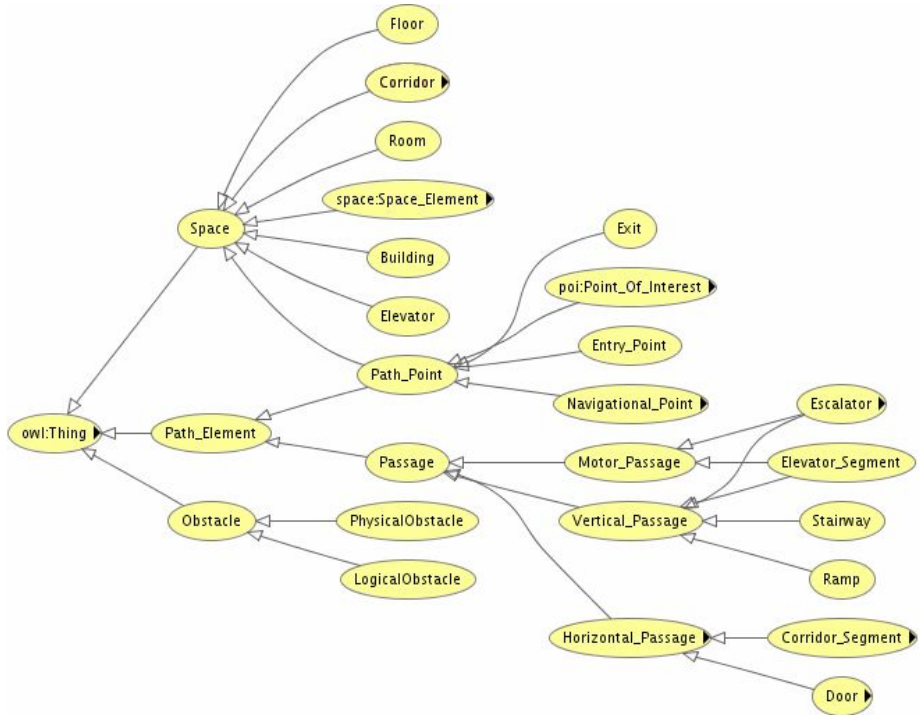 Floor
Corridor
Room
space:Space_Element
Space
Exit
Building
poi:Point_Of_Interest
Elevator
Entry_Point
Path_Point
Navigational_Point
Escalator
owl:Thing
Path_Element
Passage
Motor_Passage
Elevator_Segment
Obstacle
PhysicalObstacle
Vertical_Passage
Stairway
LogicalObstacle
Ramp
Horizontal_Passage
Corridor_Segment
Door